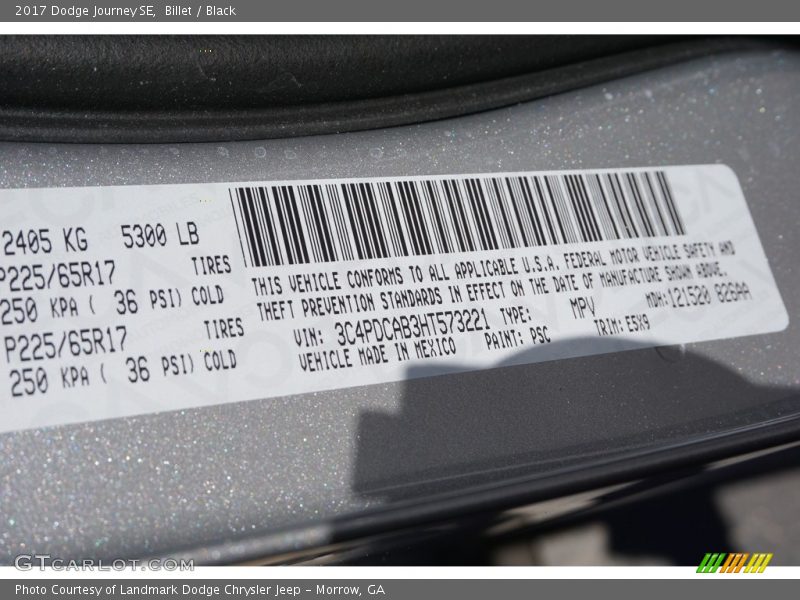 2017 Dodge Journey SE, Billet / Black
2405 KG 5300 LB
P225/65R17 TIRES
250 KPA ( 36 PSI) COLD
P225/65R17 TIRES
250 KPA ( 36 PSI) COLD
THIS VEHICLE CONFORMS TO ALL APPLICABLE U.S.A. FEDERAL MOTOR VEHICLE SAFETY AND
THEFT PREVENTION STANDARDS IN EFFECT ON THE DATE OF MANUFACTURE SHOWN ABOVE.
VIN: 3C4PDCAB3HT573221 TYPE: MPV MDH:121520 826AA
VEHICLE MADE IN MEXICO PAINT: PSC TRIM:E5X9
GTCARLOT.COM
Photo Courtesy of Landmark Dodge Chrysler Jeep - Morrow, GA